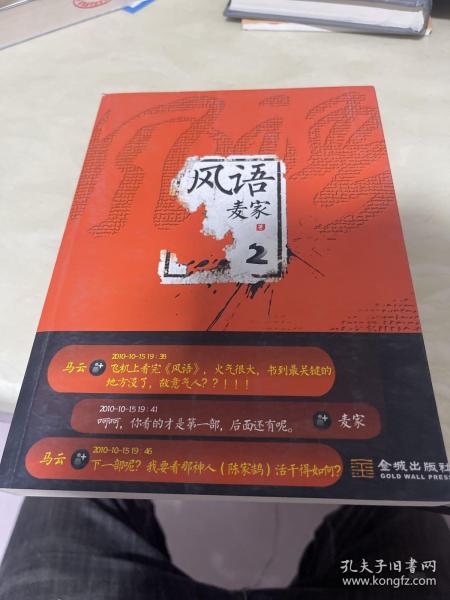 风语
麦家
著
2
2010-10-15 19:38
马云
飞机上看完《风语》，火气很大，书到最关键的
地方没了，故意气人？？！！！
2010-10-15 19:41
呵呵，你看的才是第一部，后面还有呢。
麦家
2010-10-15 19:46
马云
下一部呢？我要看那神人（陈家鹄）活干得如何？
金城出版社
GOLD WALL PRESS
孔夫子旧书网
www.kongfz.com